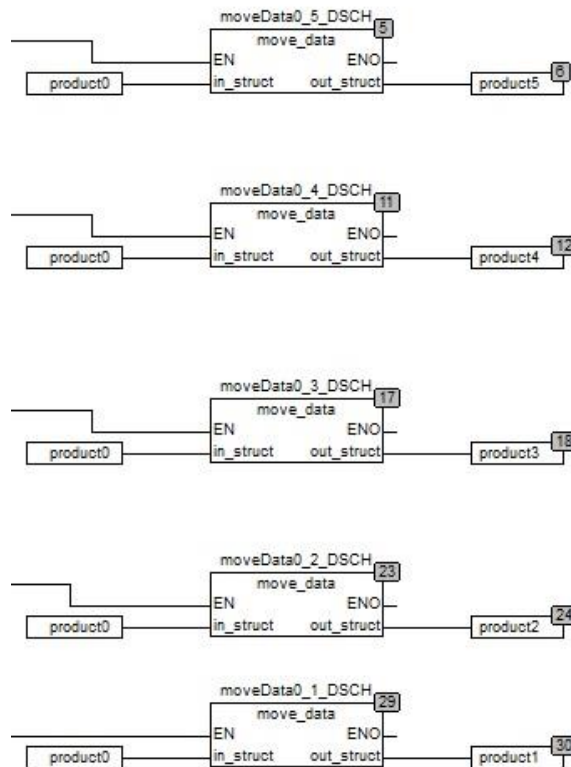 moveData0_5_DSCH
5
move_data
EN ENO
product0 in_struct out_struct product5 6
moveData0_4_DSCH
11
move_data
EN ENO
product0 in_struct out_struct product4 12
moveData0_3_DSCH
17
move_data
EN ENO
product0 in_struct out_struct product3 18
moveData0_2_DSCH
23
move_data
EN ENO
product0 in_struct out_struct product2 24
moveData0_1_DSCH
29
move_data
EN ENO
product0 in_struct out_struct product1 30